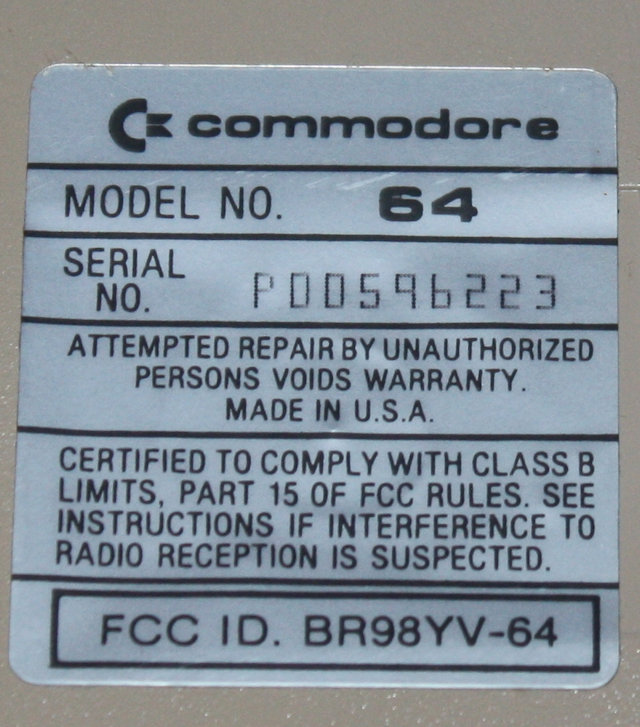 commodore
MODEL NO. 64
SERIAL
NO. P00596223
ATTEMPTED REPAIR BY UNAUTHORIZED
PERSONS VOIDS WARRANTY.
MADE IN U.S.A.
CERTIFIED TO COMPLY WITH CLASS B
LIMITS, PART 15 OF FCC RULES. SEE
INSTRUCTIONS IF INTERFERENCE TO
RADIO RECEPTION IS SUSPECTED.
FCC ID. BR98YV-64